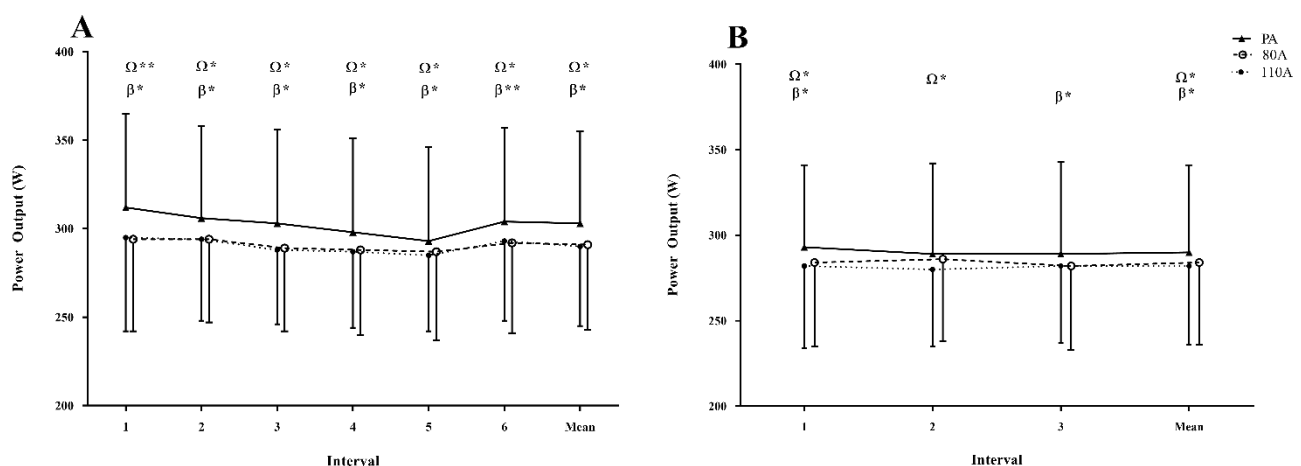 A
400
350
300
250
200
Power Output (W)
Ω** Ω* Ω* Ω* Ω* Ω* Ω*
β* β* β* β* β* β** β*
1 2 3 4 5 6 Mean
Interval
B
PA
80A
110A
400
350
300
250
200
Power Output (W)
Ω* Ω* Ω*
β* β* β*
1 2 3 Mean
Interval